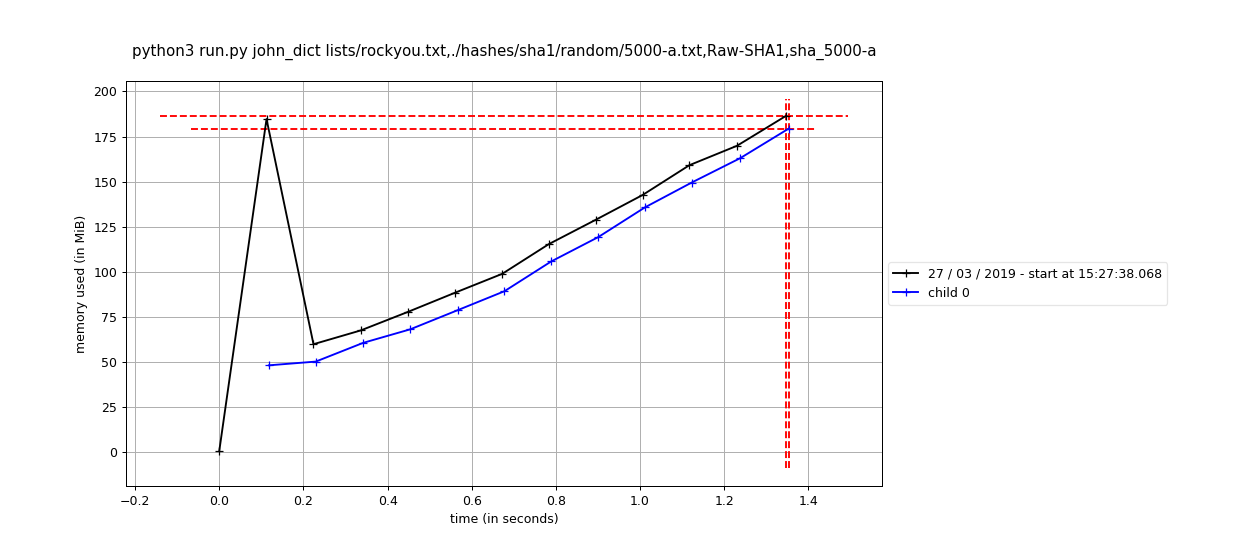 python3 run.py john_dict lists/rockyou.txt,./hashes/sha1/random/5000-a.txt,Raw-SHA1,sha_5000-a
200
175
150
125
100
75
50
25
0
memory used (in MiB)
−0.2 0.0 0.2 0.4 0.6 0.8 1.0 1.2 1.4
time (in seconds)
27 / 03 / 2019 - start at 15:27:38.068
child 0